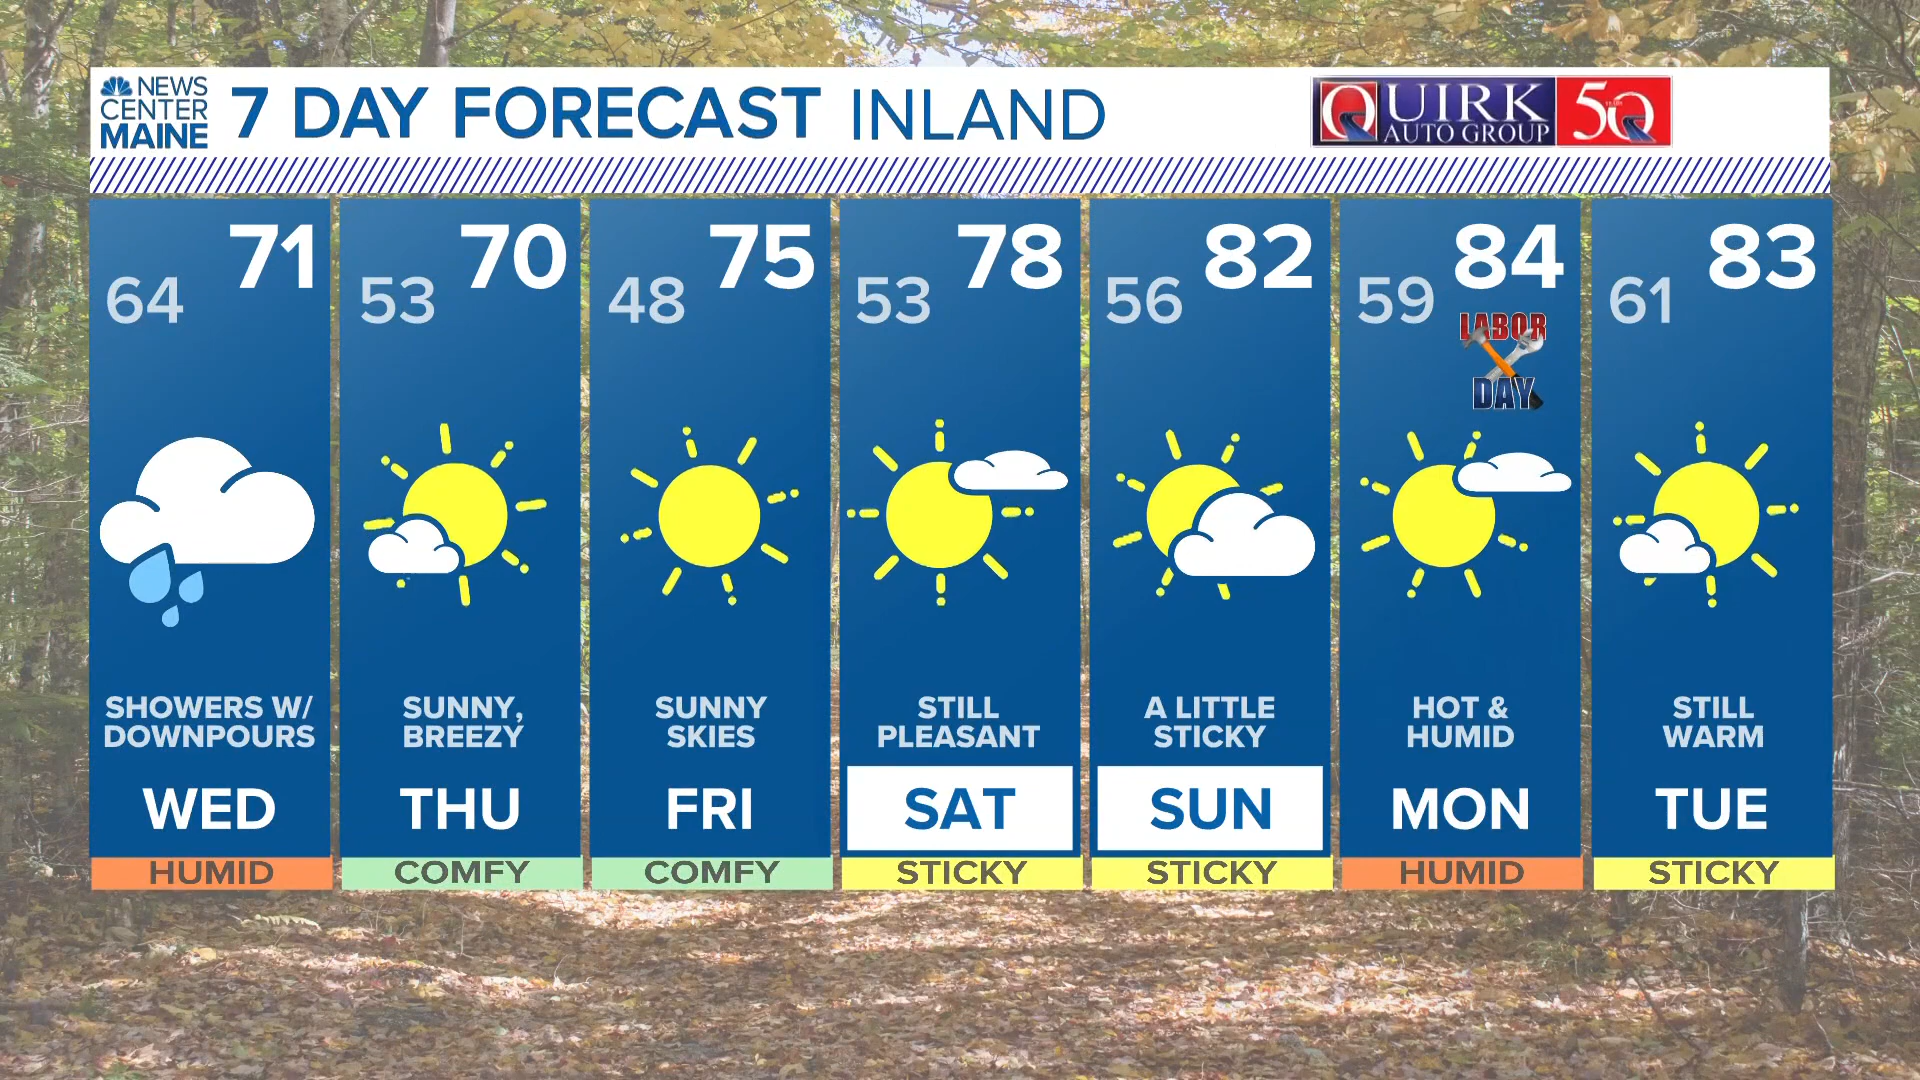 NEWS
CENTER
MAINE
7 DAY FORECAST INLAND
QUIRK
AUTO GROUP
50
YEARS
71
64
SHOWERS W/
DOWNPOURS
WED
HUMID
70
53
SUNNY,
BREEZY
THU
COMFY
75
48
SUNNY
SKIES
FRI
COMFY
78
53
STILL
PLEASANT
SAT
STICKY
82
56
A LITTLE
STICKY
SUN
STICKY
84
59
LABOR
DAY
HOT &
HUMID
MON
HUMID
83
61
STILL
WARM
TUE
STICKY